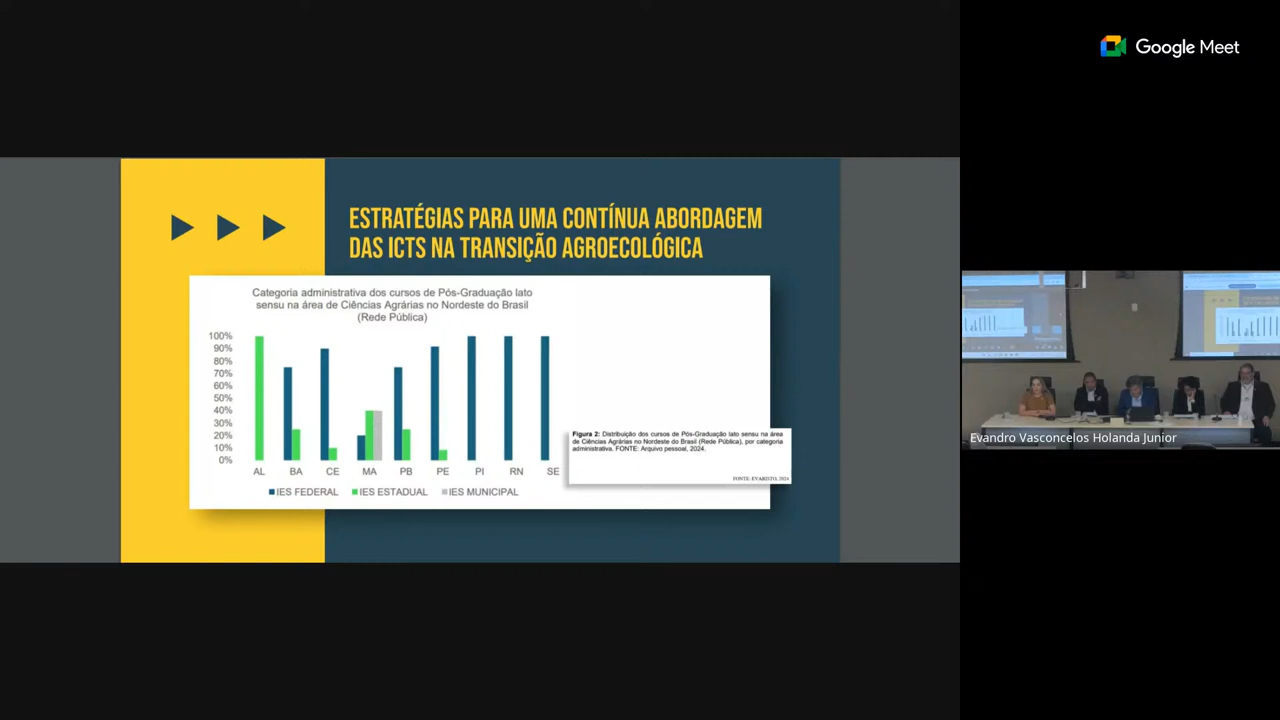 Google Meet
ESTRATÉGIAS PARA UMA CONTÍNUA ABORDAGEM
DAS ICTS NA TRANSIÇÃO AGROECOLÓGICA
Categoria administrativa dos cursos de Pós-Graduação lato
sensu na área de Ciências Agrárias no Nordeste do Brasil
(Rede Pública)
100%
90%
80%
70%
60%
50%
40%
30%
20%
10%
0%
AL BA CE MA PB PE PI RN SE
IES FEDERAL IES ESTADUAL IES MUNICIPAL
Figura 2: Distribuição dos cursos de Pós-Graduação lato sensu na área
de Ciências Agrárias no Nordeste do Brasil (Rede Pública), por categoria
administrativa. FONTE: Arquivo pessoal, 2024.
Evandro Vasconcelos Holanda Junior